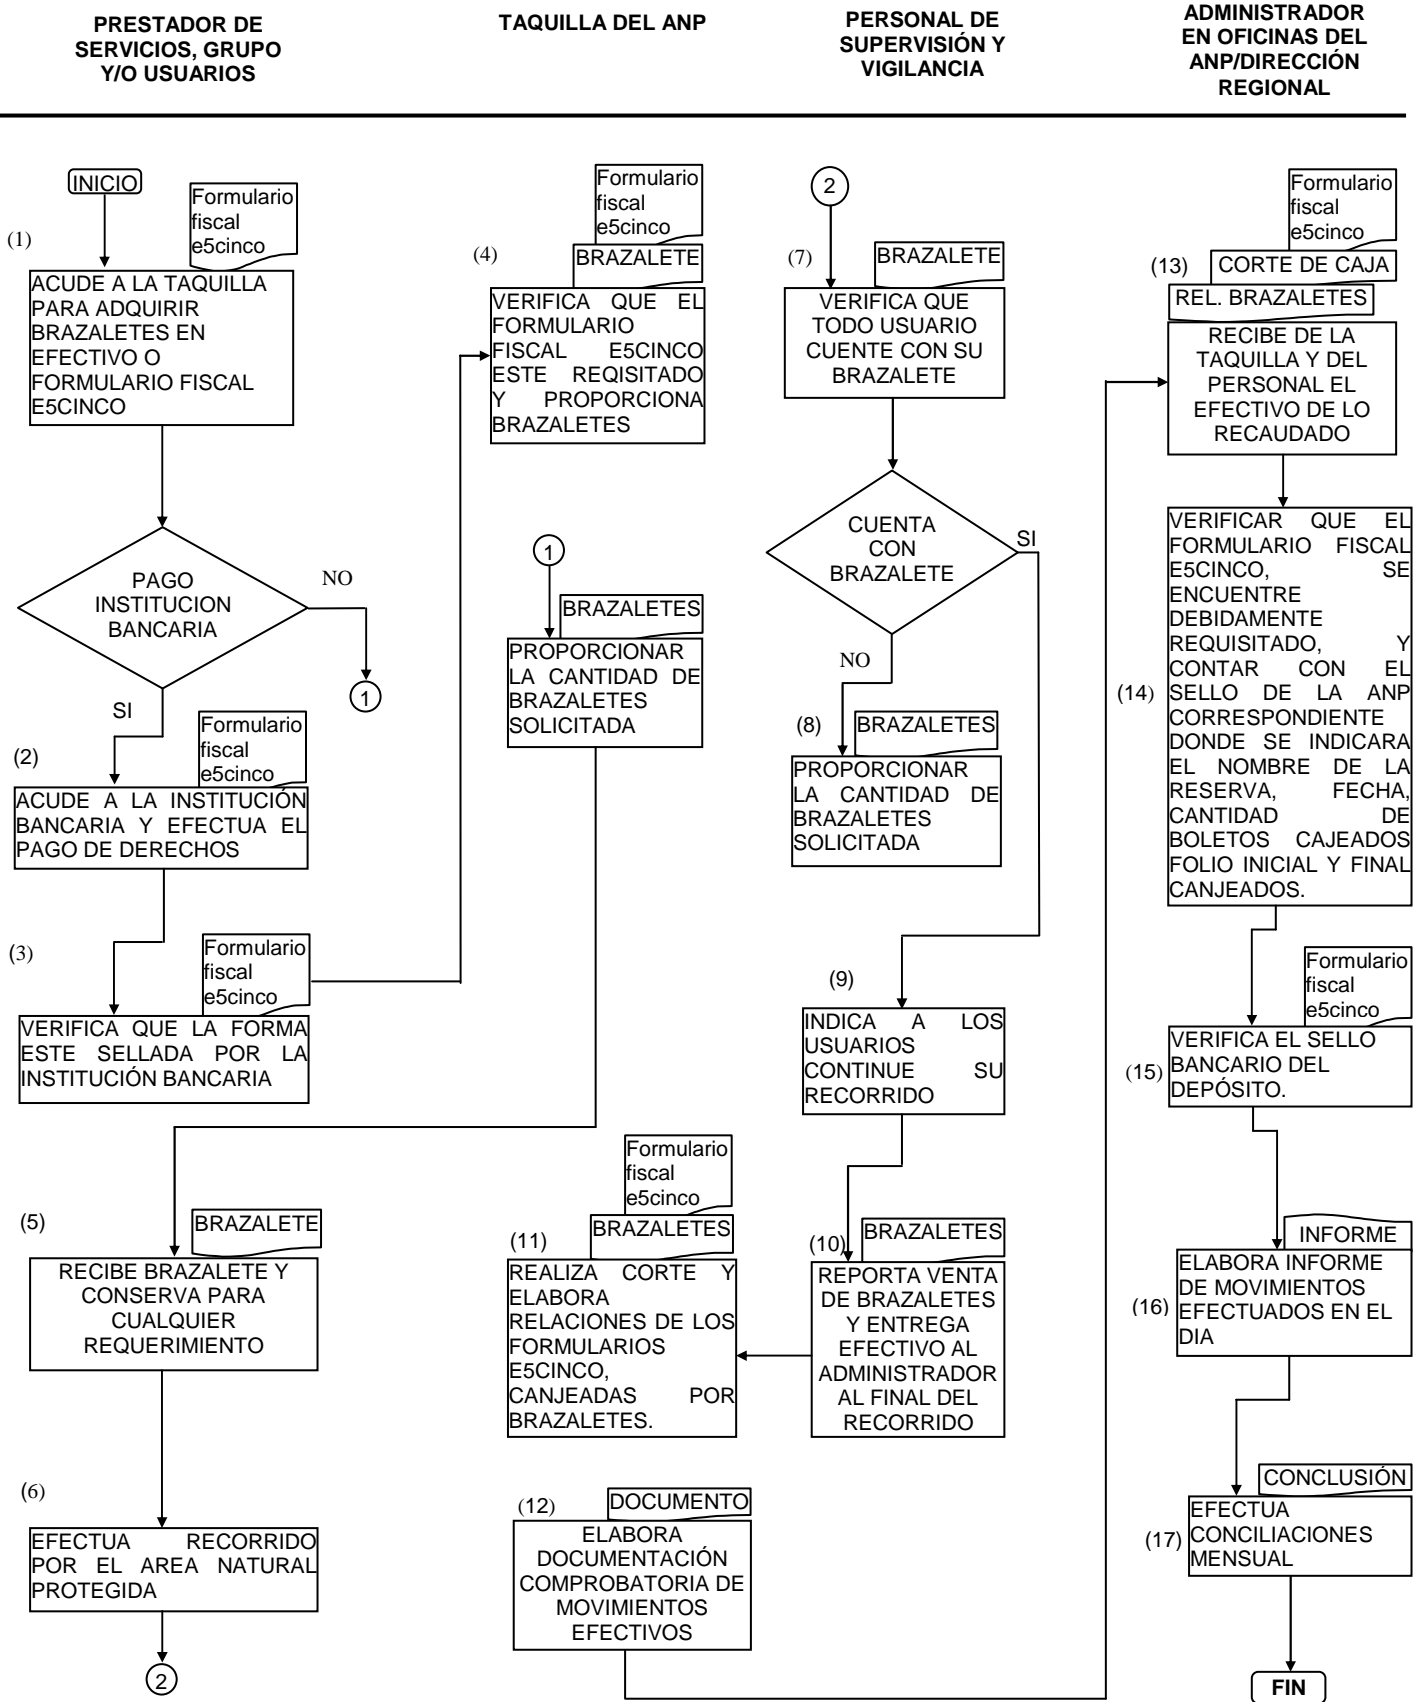 PRESTADOR DE
SERVICIOS, GRUPO
Y/O USUARIOS
TAQUILLA DEL ANP
PERSONAL DE
SUPERVISIÓN Y
VIGILANCIA
ADMINISTRADOR
EN OFICINAS DEL
ANP/DIRECCIÓN
REGIONAL
INICIO
Formulario
fiscal
e5cinco
(1)
ACUDE A LA TAQUILLA
PARA ADQUIRIR
BRAZALETES EN
EFECTIVO O
FORMULARIO FISCAL
E5CINCO
PAGO
INSTITUCION
BANCARIA
NO
1
SI
(2)
Formulario
fiscal
e5cinco
ACUDE A LA INSTITUCIÓN
BANCARIA Y EFECTUA EL
PAGO DE DERECHOS
(3)
Formulario
fiscal
e5cinco
VERIFICA QUE LA FORMA
ESTE SELLADA POR LA
INSTITUCIÓN BANCARIA
(5)
BRAZALETE
RECIBE BRAZALETE Y
CONSERVA PARA
CUALQUIER
REQUERIMIENTO
(6)
EFECTUA RECORRIDO
POR EL AREA NATURAL
PROTEGIDA
2
Formulario
fiscal
e5cinco
(4)
BRAZALETE
VERIFICA QUE EL
FORMULARIO
FISCAL E5CINCO
ESTE REQISITADO
Y PROPORCIONA
BRAZALETES
1
BRAZALETES
PROPORCIONAR
LA CANTIDAD DE
BRAZALETES
SOLICITADA
Formulario
fiscal
e5cinco
(11)
BRAZALETES
REALIZA CORTE Y
ELABORA
RELACIONES DE LOS
FORMULARIOS
E5CINCO,
CANJEADAS POR
BRAZALETES.
(12)
DOCUMENTO
ELABORA
DOCUMENTACIÓN
COMPROBATORIA DE
MOVIMIENTOS
EFECTIVOS
2
(7)
BRAZALETE
VERIFICA QUE
TODO USUARIO
CUENTE CON SU
BRAZALETE
CUENTA
CON
BRAZALETE
SI
NO
(8)
BRAZALETES
PROPORCIONAR
LA CANTIDAD DE
BRAZALETES
SOLICITADA
(9)
INDICA A LOS
USUARIOS
CONTINUE SU
RECORRIDO
(10)
BRAZALETES
REPORTA VENTA
DE BRAZALETES
Y ENTREGA
EFECTIVO AL
ADMINISTRADOR
AL FINAL DEL
RECORRIDO
Formulario
fiscal
e5cinco
(13)
CORTE DE CAJA
REL. BRAZALETES
RECIBE DE LA
TAQUILLA Y DEL
PERSONAL EL
EFECTIVO DE LO
RECAUDADO
(14)
VERIFICAR QUE EL
FORMULARIO FISCAL
E5CINCO, SE
ENCUENTRE
DEBIDAMENTE
REQUISITADO, Y
CONTAR CON EL
SELLO DE LA ANP
CORRESPONDIENTE
DONDE SE INDICARA
EL NOMBRE DE LA
RESERVA, FECHA,
CANTIDAD DE
BOLETOS CAJEADOS
FOLIO INICIAL Y FINAL
CANJEADOS.
Formulario
fiscal
e5cinco
(15)
VERIFICA EL SELLO
BANCARIO DEL
DEPÓSITO.
INFORME
(16)
ELABORA INFORME
DE MOVIMIENTOS
EFECTUADOS EN EL
DIA
CONCLUSIÓN
(17)
EFECTUA
CONCILIACIONES
MENSUAL
FIN